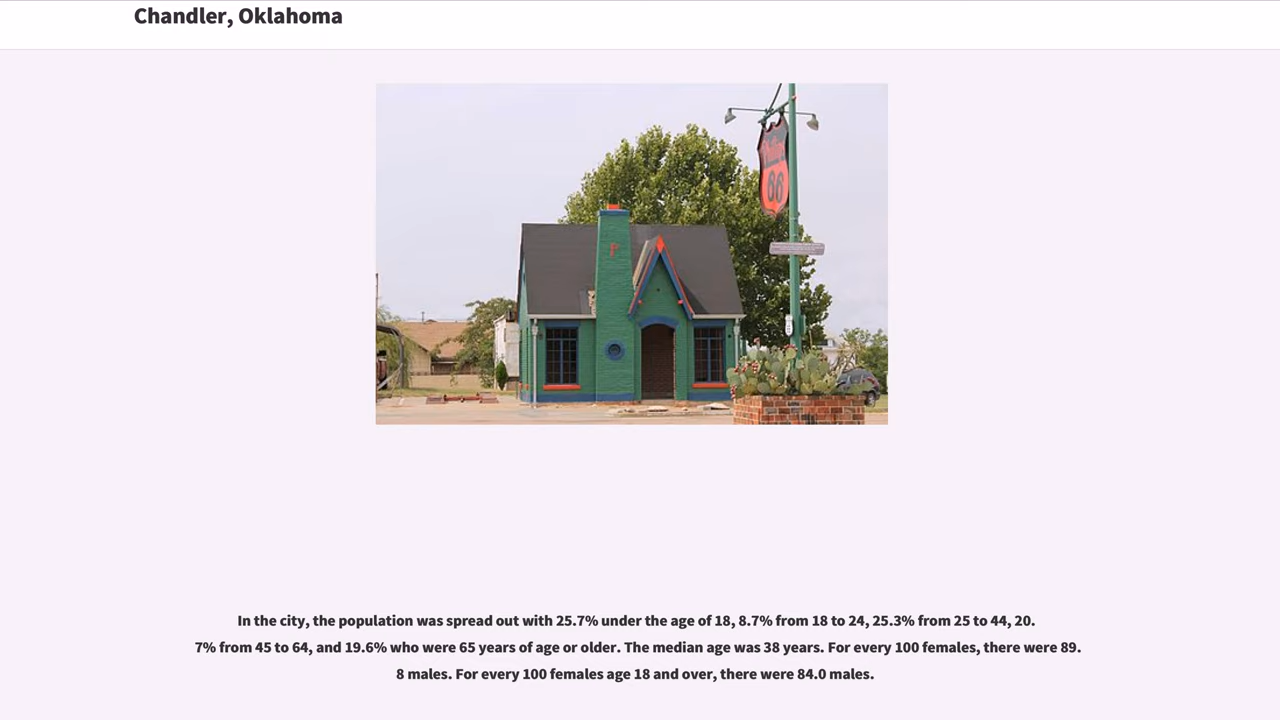 Chandler, Oklahoma
Phillips
66
In the city, the population was spread out with 25.7% under the age of 18, 8.7% from 18 to 24, 25.3% from 25 to 44, 20.
7% from 45 to 64, and 19.6% who were 65 years of age or older. The median age was 38 years. For every 100 females, there were 89.
8 males. For every 100 females age 18 and over, there were 84.0 males.